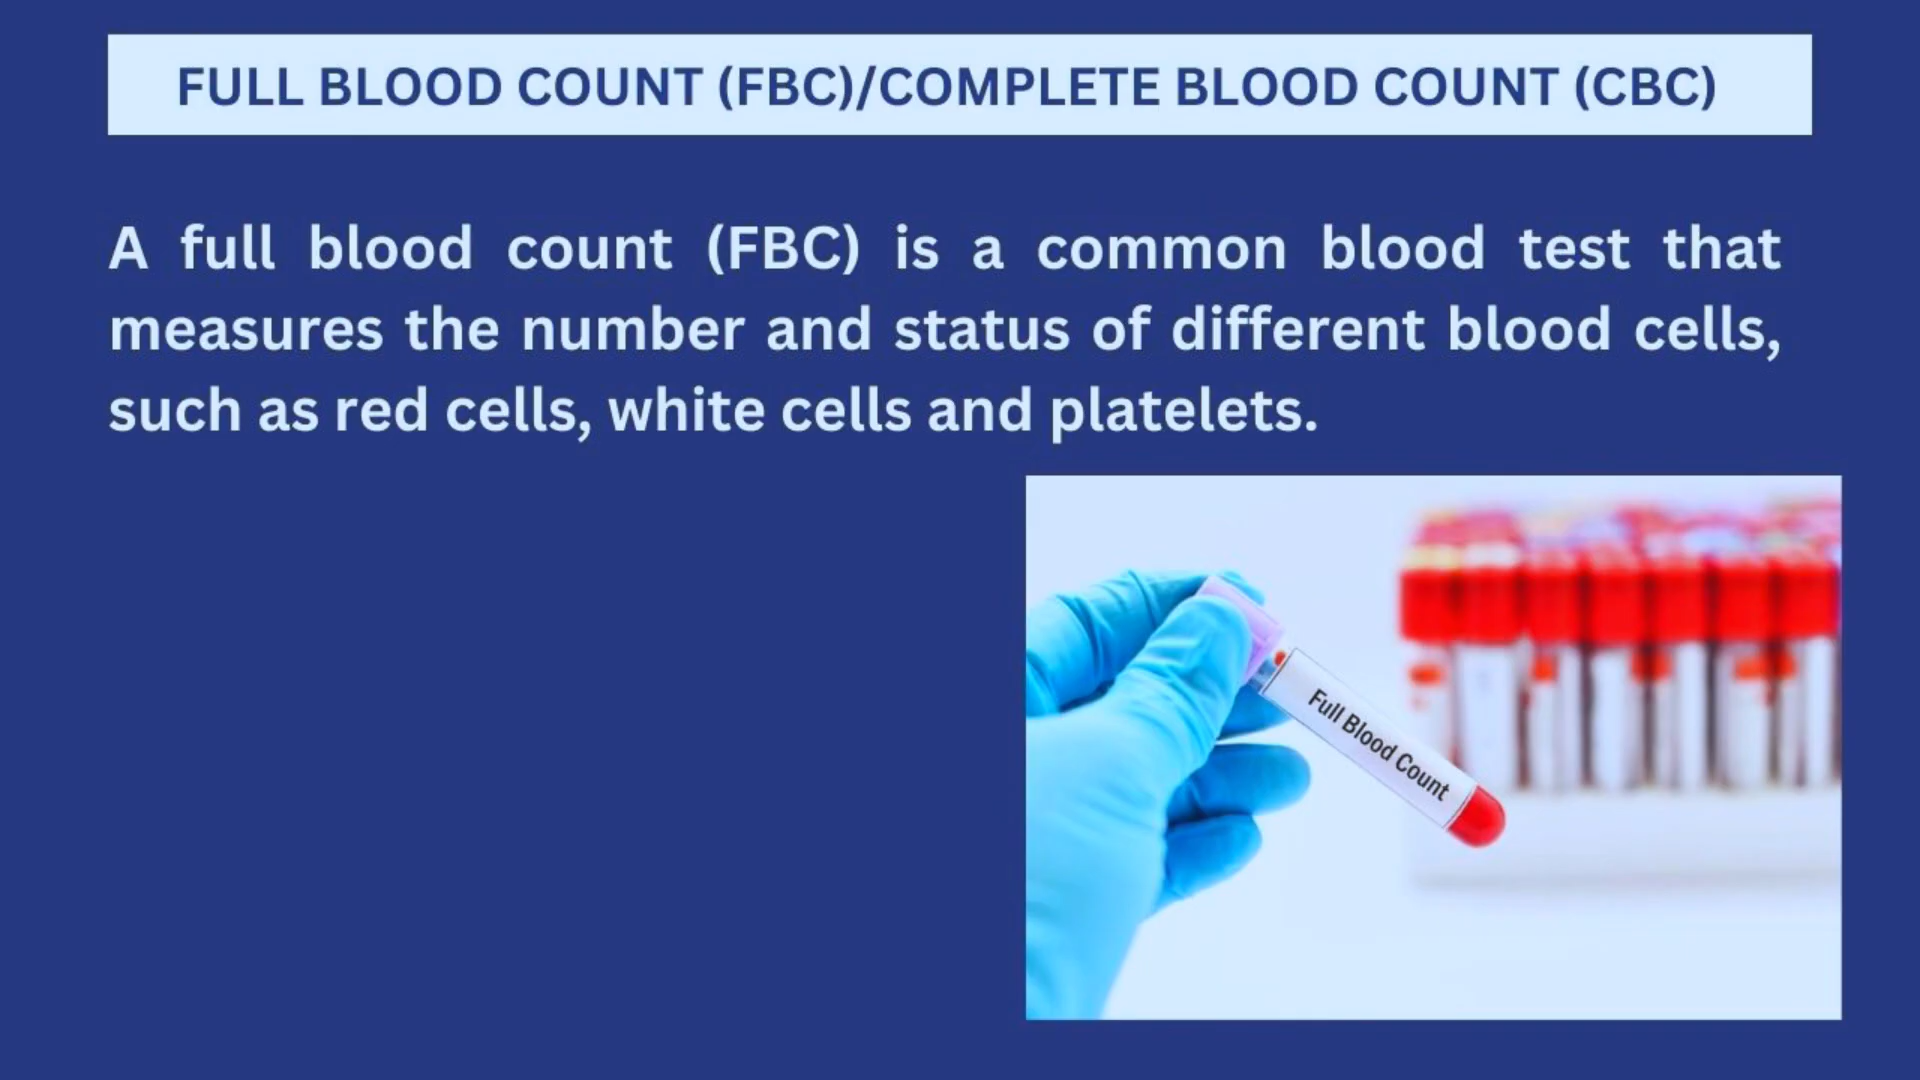 FULL BLOOD COUNT (FBC)/COMPLETE BLOOD COUNT (CBC)
A full blood count (FBC) is a common blood test that
measures the number and status of different blood cells,
such as red cells, white cells and platelets.
Full Blood Count